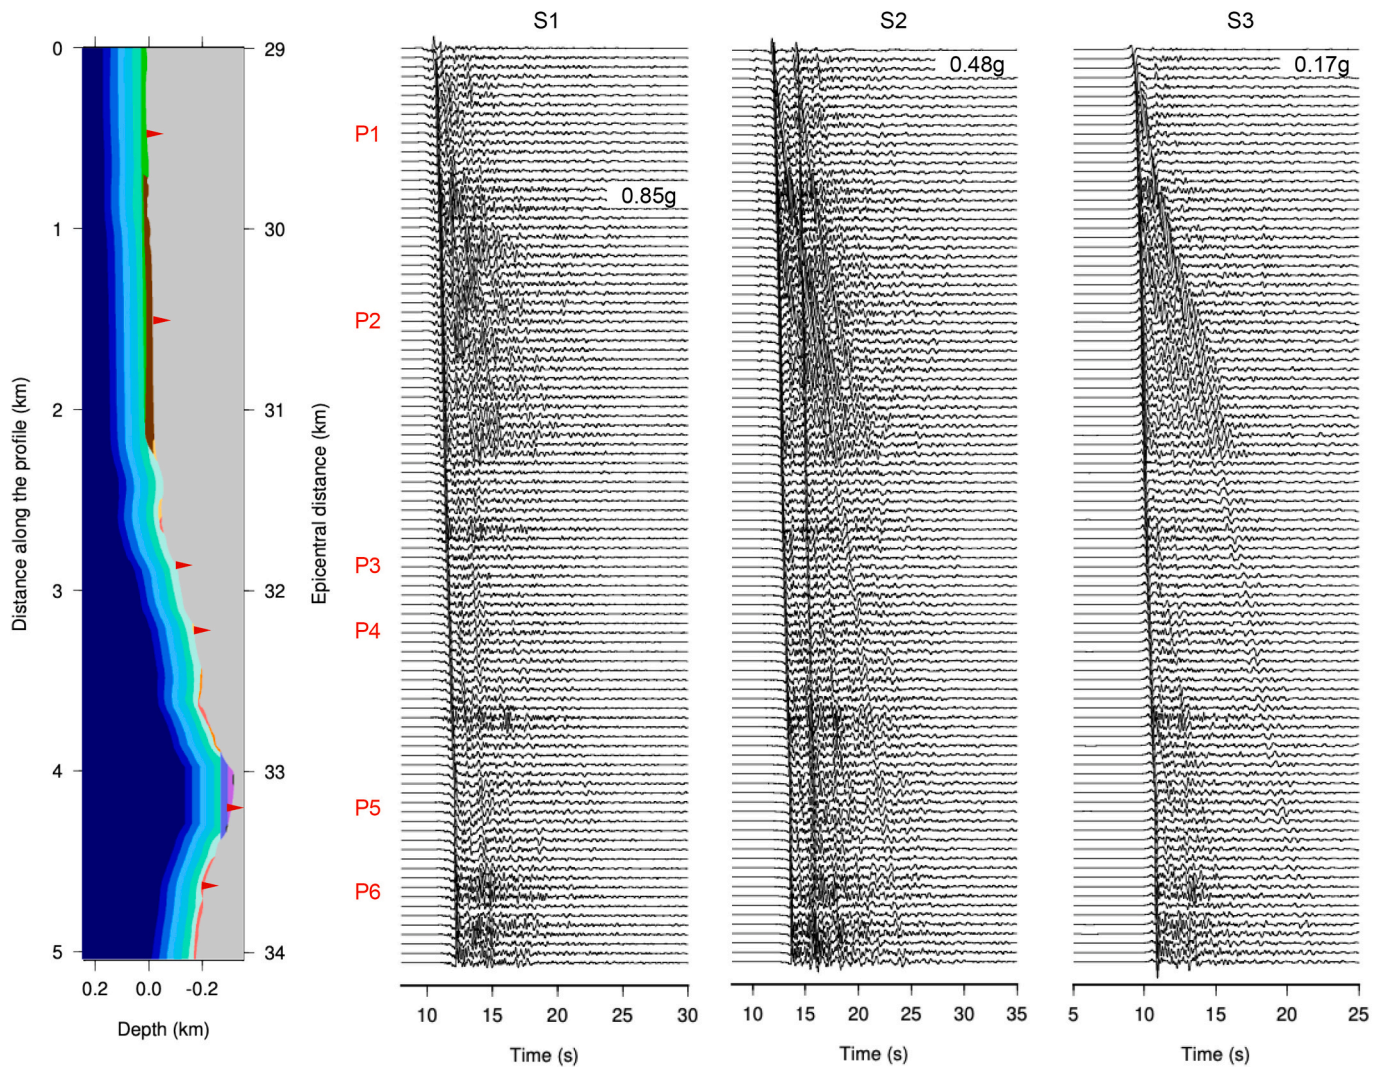 S1 S2 S3
0 29
0.48g 0.17g
P1
0.85g
1 30
P2
Distance along the profile (km)
Epicentral distance (km)
2 31
P3
3 32
P4
4 33
P5
P6
5 34
0.2 0.0 -0.2
Depth (km)
10 15 20 25 30
Time (s)
10 15 20 25 30 35
Time (s)
5 10 15 20 25
Time (s)